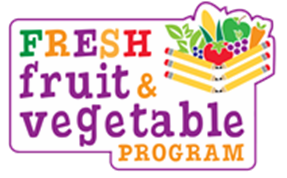 FRESH
fruit &
vegetable
PROGRAM